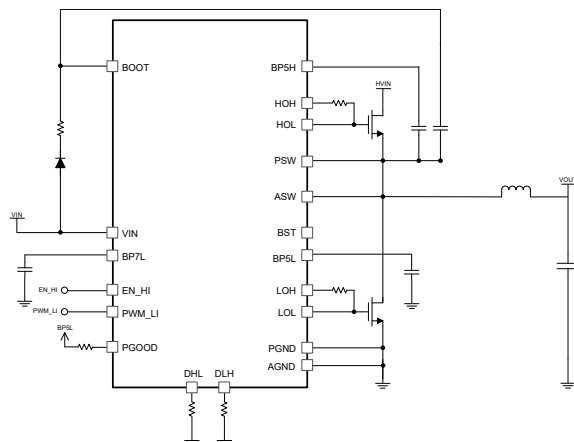 BOOT
BP5H
HVIN
HOH
HOL
PSW
ASW
VOUT
VIN
VIN
BST
BP7L
BP5L
EN_HI
EN_HI
LOH
PWM_LI
PWM_LI
LOL
BP5L
PGOOD
PGND
AGND
DHL
DLH